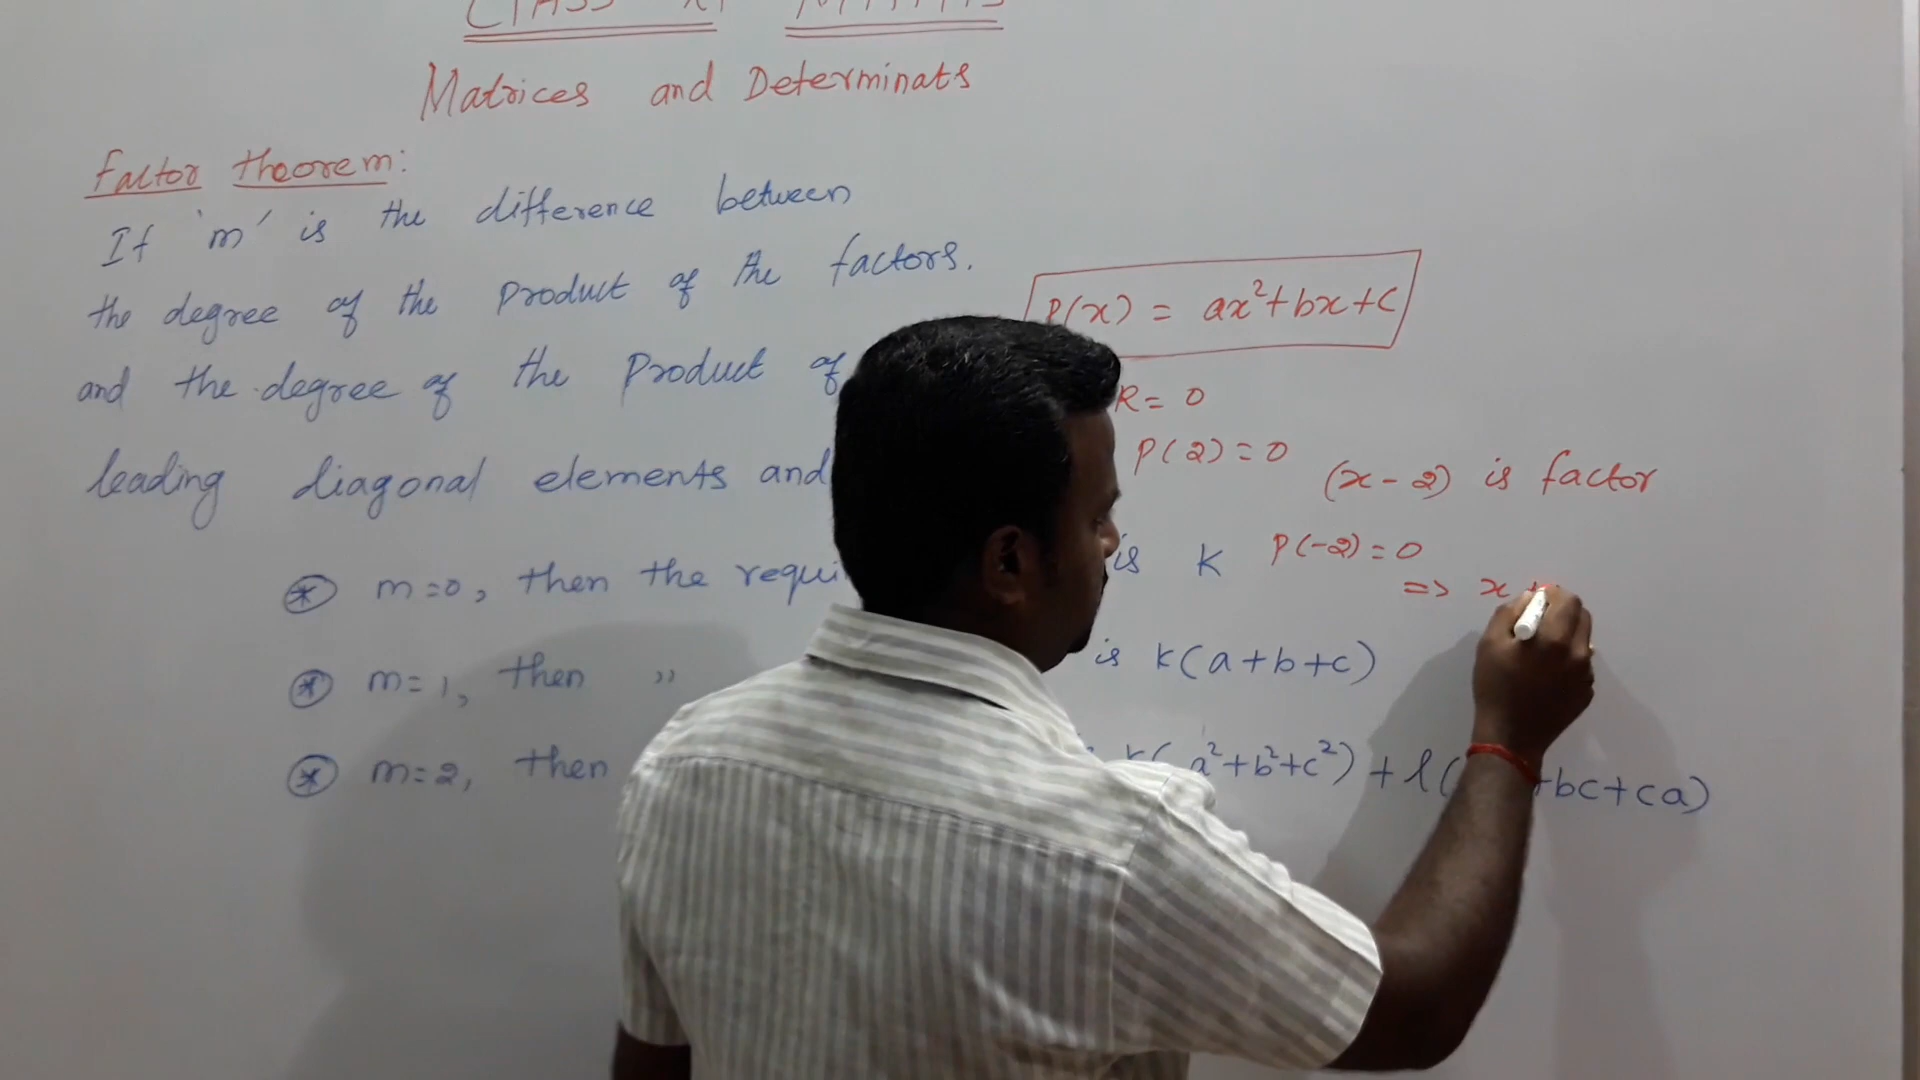 CLASS XI MATHS
Matrices and Determinats
Factor theorem:
If 'm' is the difference between
the degree of the product of the factors.
and the degree of the product of
leading diagonal elements and
* m=0, then the requi is K
* m=1, then ,, is k(a+b+c)
* m=2, then k(a²+b²+c²)+l( +bc+ca)
P(x) = ax²+bx+c
R= 0
P(2)=0
(x-2) is factor
P(-2)=0
=> x+